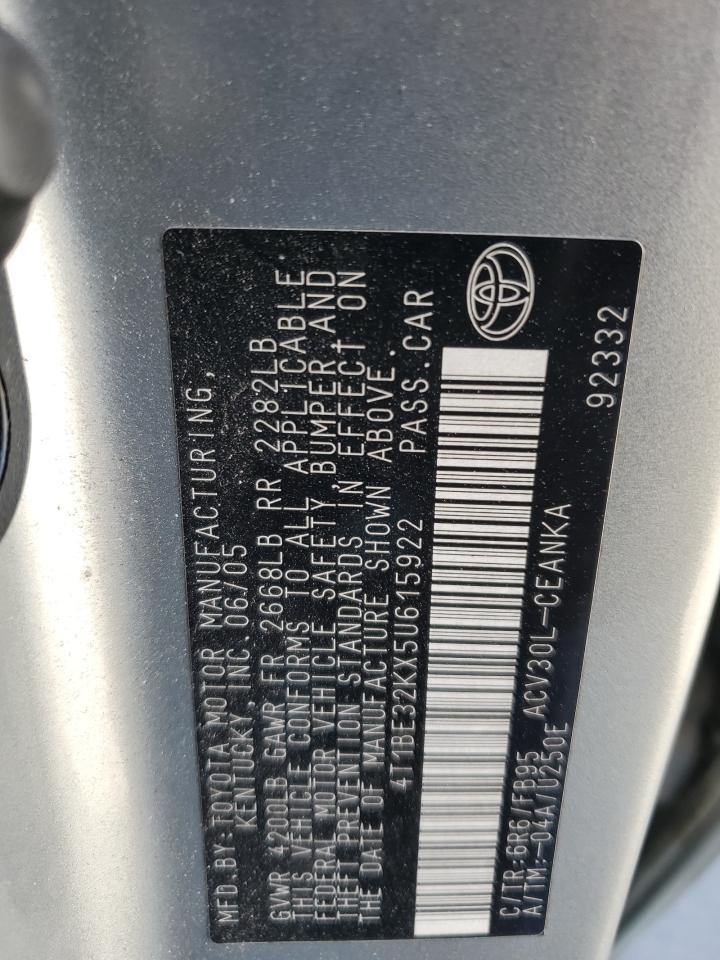 MFD.BY:TOYOTA MOTOR MANUFACTURING,
KENTUCKY, INC.06/05
GVWR 4200LB GAWR FR 2668LB RR 2282LB
THIS VEHICLE CONFORMS TO ALL APPLICABLE
FEDERAL MOTOR VEHICLE SAFETY,BUMPER,AND
THEFT PREVENTION STANDARDS IN EFFECT ON
THE DATE OF MANUFACTURE SHOWN ABOVE.
4T1BE32KX5U615922 PASS.CAR
C/TR:6R6/FB95 ACV30L-CEANKA
A/TM:-04A/U250E
92332